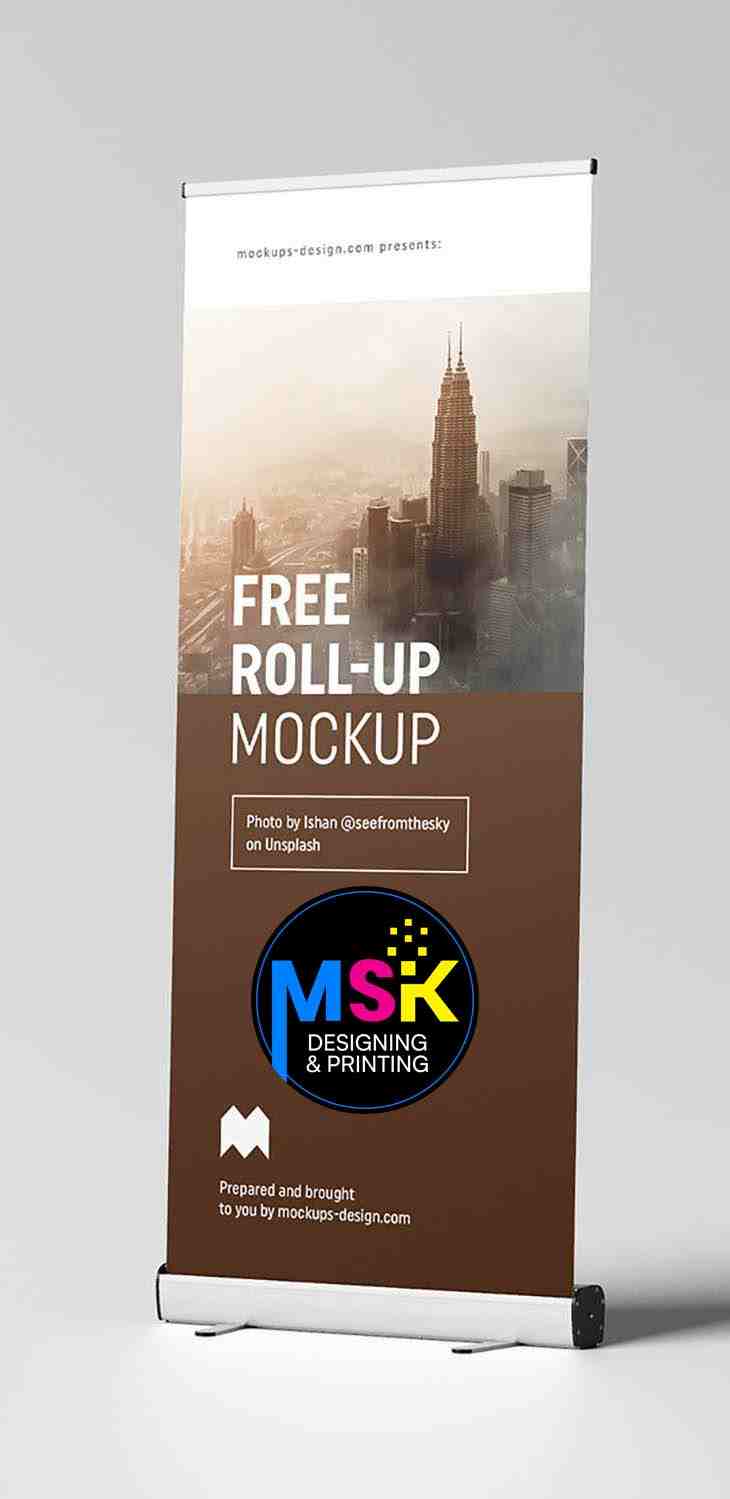 mockups-design.com presents:
FREE
ROLL-UP
MOCKUP
Photo by Ishan @seefromthesky
on Unsplash
MSK
DESIGNING
& PRINTING
Prepared and brought
to you by mockups-design.com